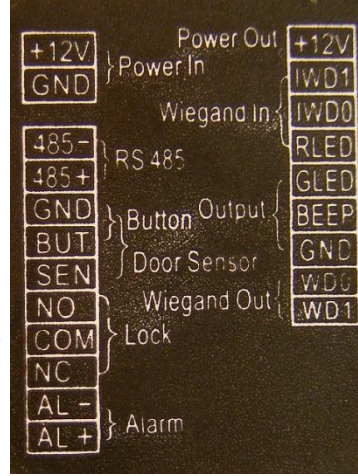 +12V
GND
Power In
485-
485+
RS 485
GND
BUT
SEN
Button
Door Sensor
NO
COM
NC
Lock
AL -
AL +
Alarm
Power Out
+12V
Wiegand In
IWD1
IWD0
RLED
Output
GLED
BEEP
GND
Wiegand Out
WD0
WD1